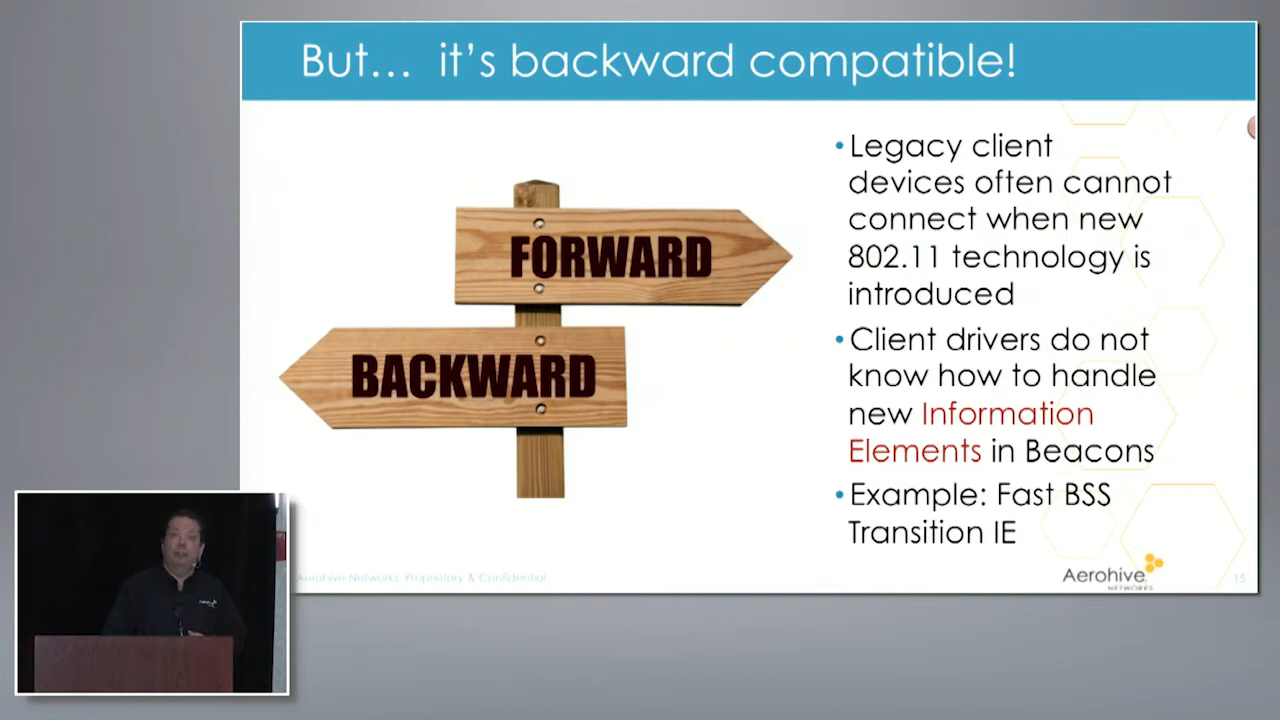 But... it's backward compatible!
FORWARD
BACKWARD
•Legacy client
devices often cannot
connect when new
802.11 technology is
introduced
•Client drivers do not
know how to handle
new Information
Elements in Beacons
•Example: Fast BSS
Transition IE
Aerohive Networks, Proprietary & Confidential
Aerohive
NETWORKS
15